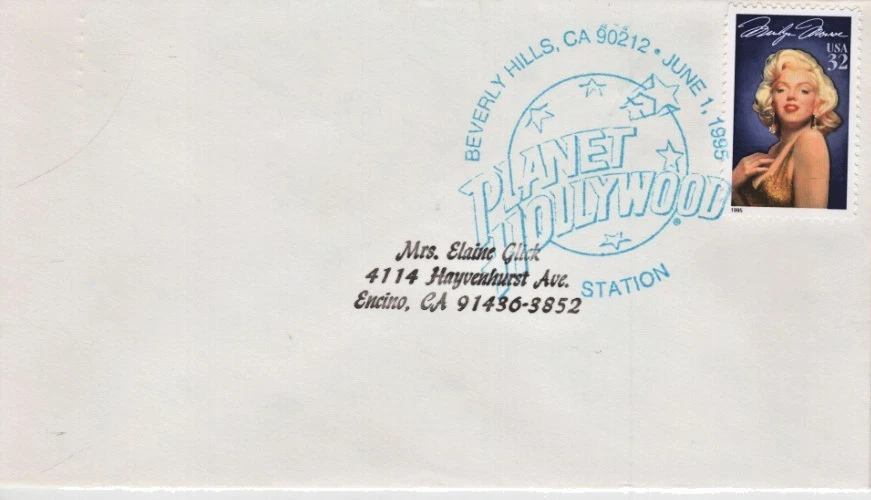 BEVERLY HILLS, CA 90212 • JUNE 1, 1995
PLANET
HOLLYWOOD®
STATION
Marilyn Monroe
USA
32
1995
Mrs. Elaine Glick
4114 Hayvenhurst Ave.
Encino, CA 91436-3852